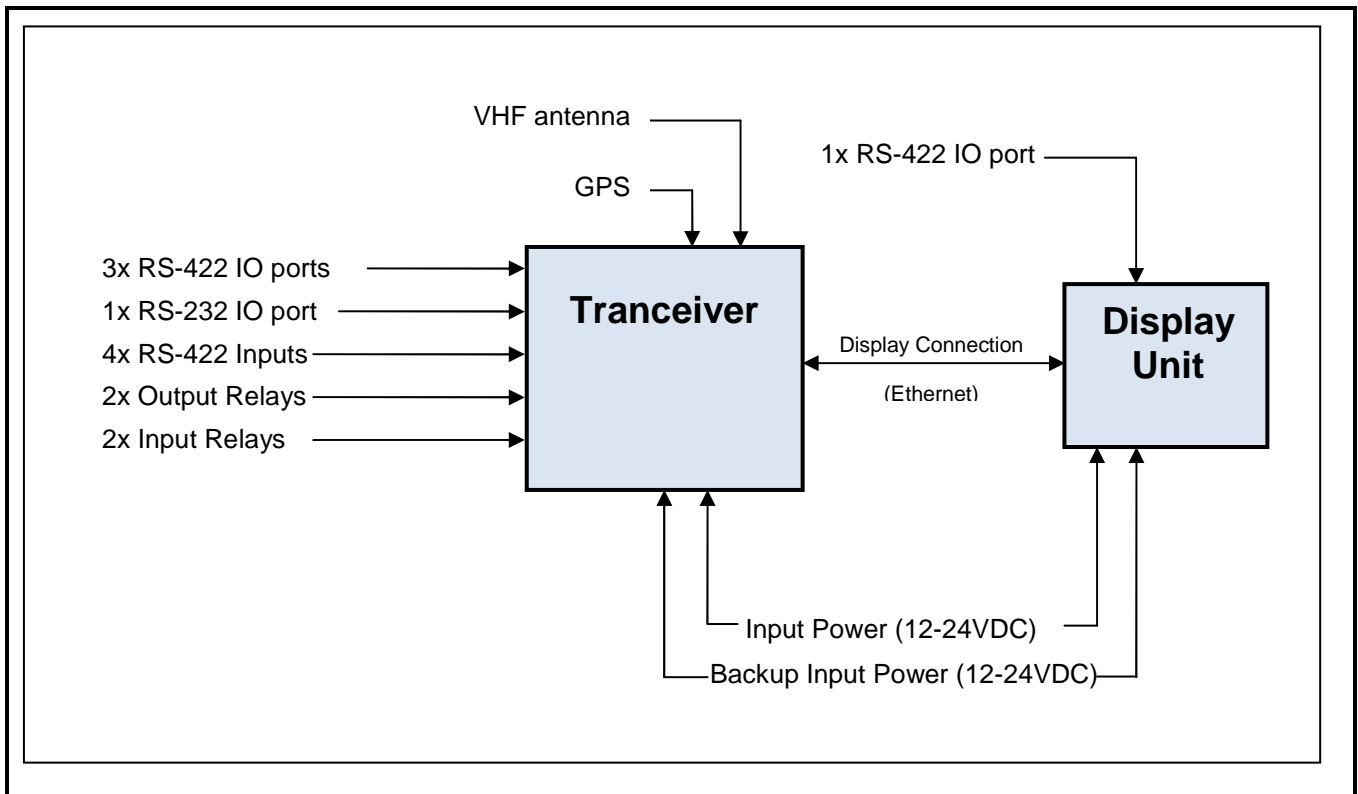 VHF antenna
1x RS-422 IO port
GPS
3x RS-422 IO ports
1x RS-232 IO port
4x RS-422 Inputs
2x Output Relays
2x Input Relays
Tranceiver
Display Connection
(Ethernet)
Display
Unit
Input Power (12-24VDC)
Backup Input Power (12-24VDC)